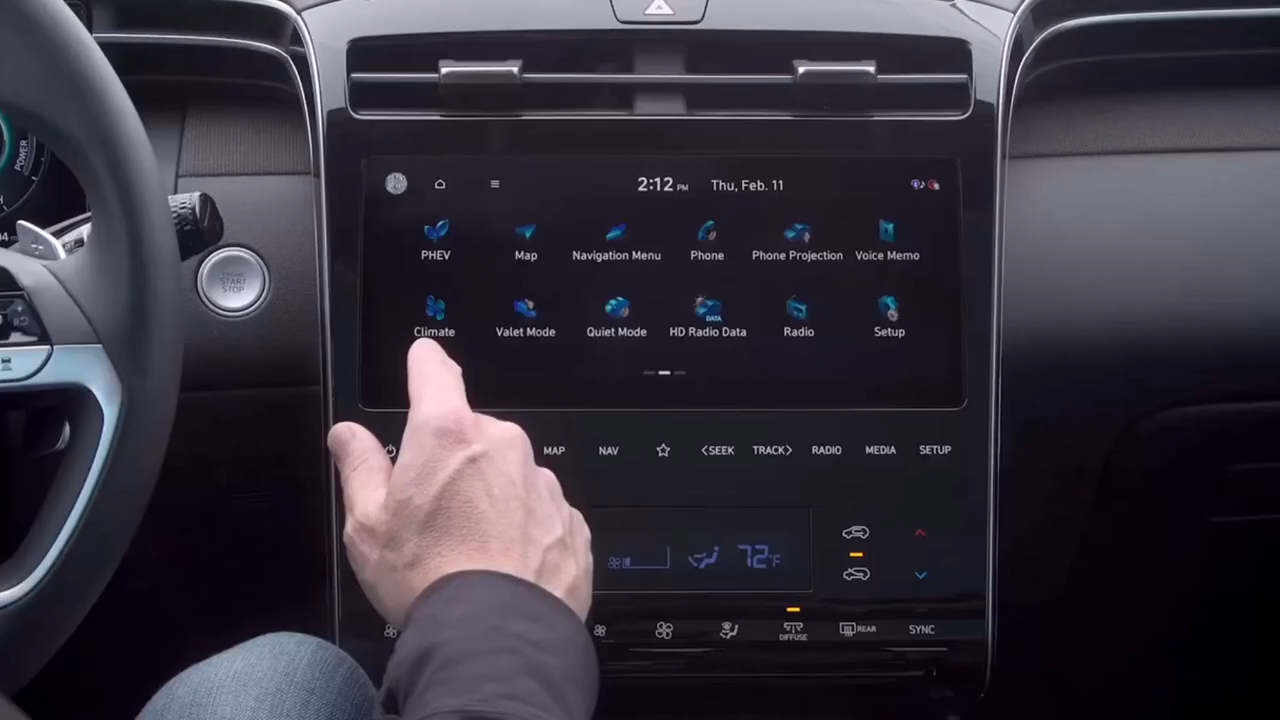 2:12 PM Thu, Feb. 11
POWER
PHEV Map Navigation Menu Phone Phone Projection Voice Memo
ENGINE
START
STOP
DATA
Climate Valet Mode Quiet Mode HD Radio Data Radio Setup
MAP NAV <SEEK TRACK> RADIO MEDIA SETUP
72°F
DIFFUSE REAR SYNC